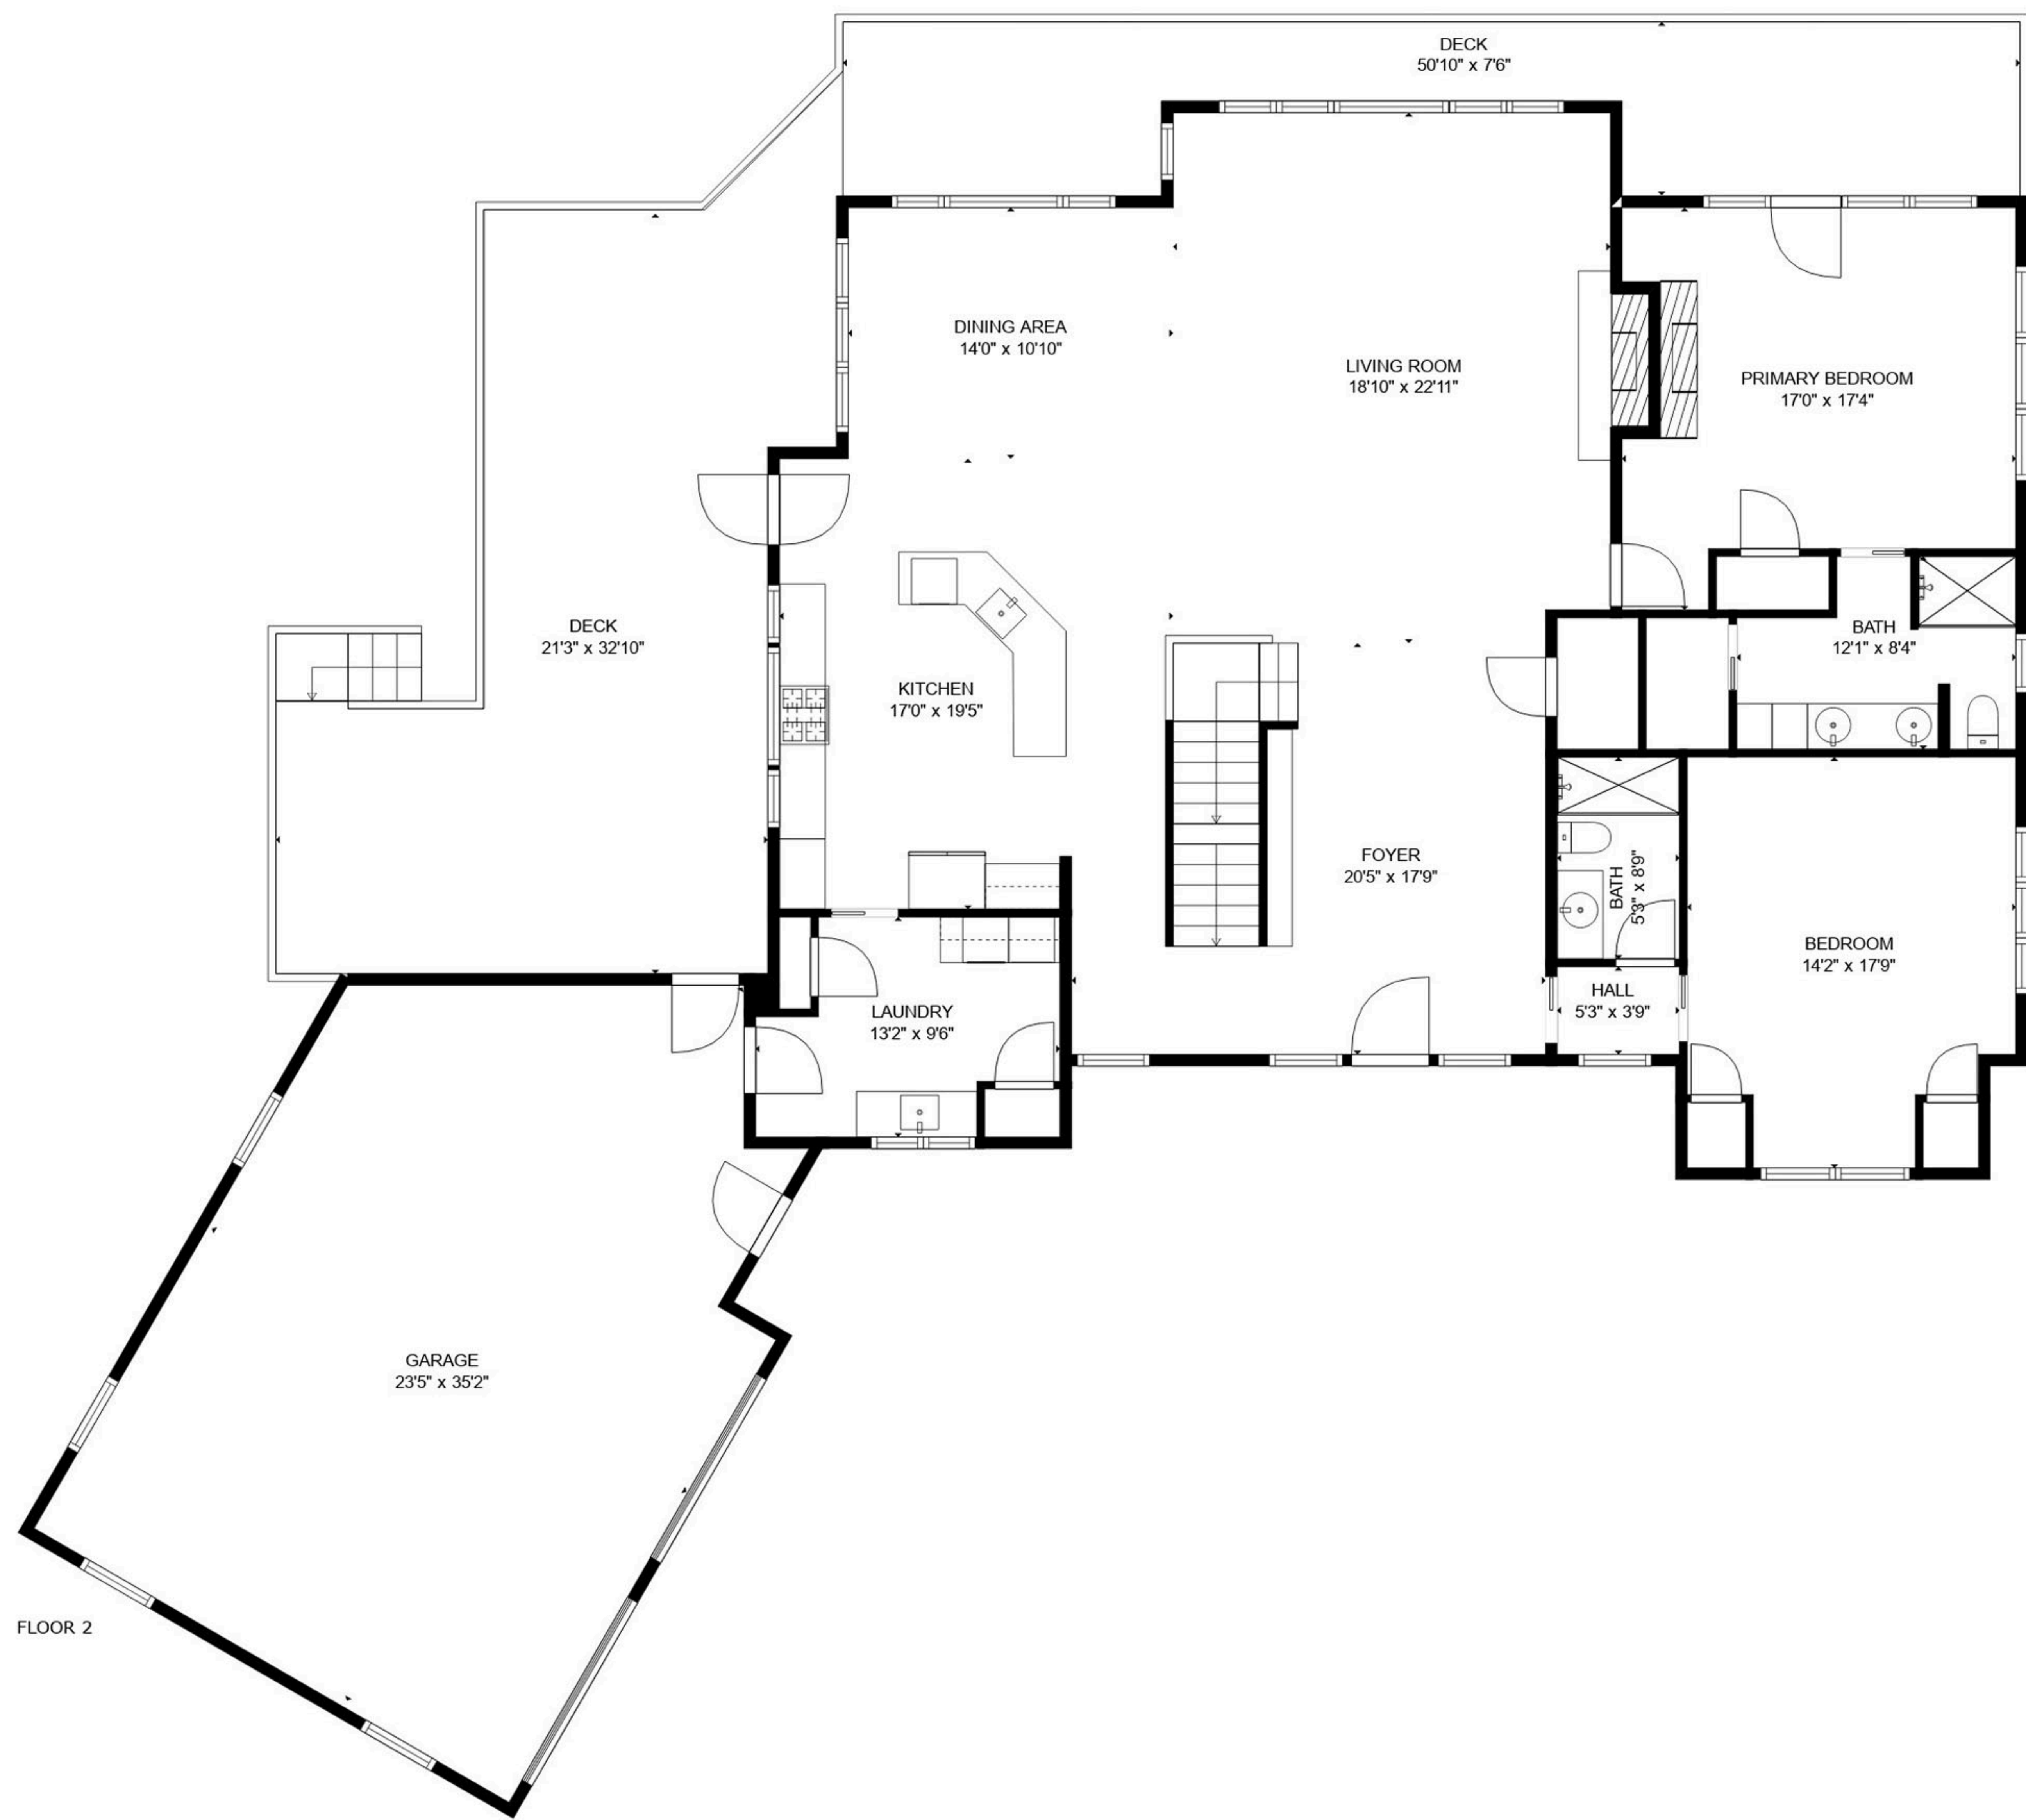 DECK
50'10" x 7'6"
DINING AREA
14'0" x 10'10"
LIVING ROOM
18'10" x 22'11"
PRIMARY BEDROOM
17'0" x 17'4"
DECK
21'3" x 32'10"
BATH
12'1" x 8'4"
KITCHEN
17'0" x 19'5"
FOYER
20'5" x 17'9"
BATH
5'3" x 8'9"
BEDROOM
14'2" x 17'9"
HALL
5'3" x 3'9"
LAUNDRY
13'2" x 9'6"
GARAGE
23'5" x 35'2"
FLOOR 2